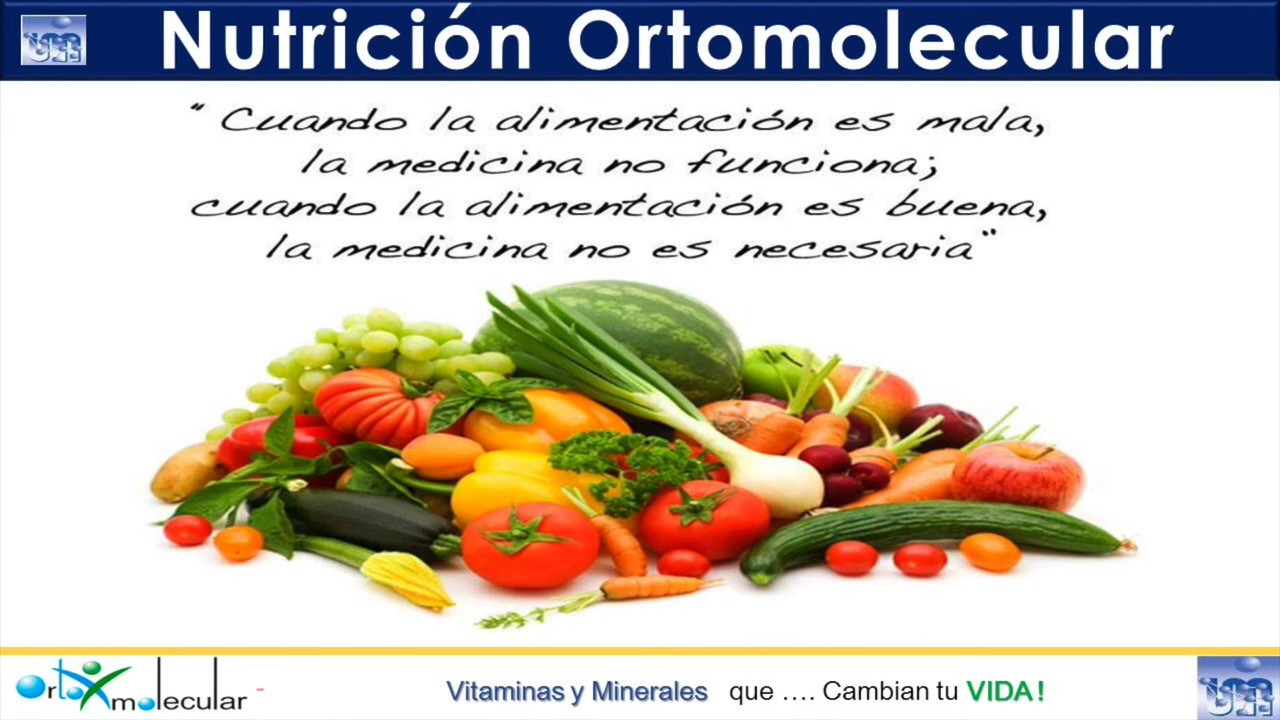 Nutrición Ortomolecular
“ Cuando la alimentación es mala,
la medicina no funciona;
cuando la alimentación es buena,
la medicina no es necesaria“
Ortomolecular
Vitaminas y Minerales que .... Cambian tu VIDA !